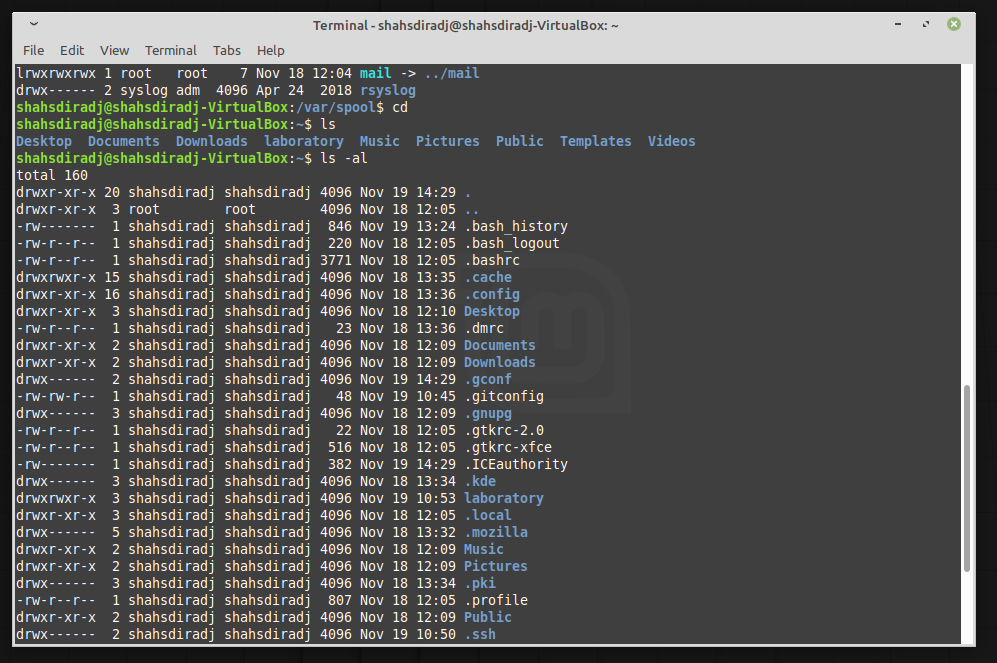 Terminal - shahsdiradj@shahsdiradj-VirtualBox: ~
File Edit View Terminal Tabs Help
lrwxrwxrwx 1 root   root    7 Nov 18 12:04 mail -> ../mail
drwx------ 2 syslog adm  4096 Apr 24  2018 rsyslog
shahsdiradj@shahsdiradj-VirtualBox:/var/spool$ cd
shahsdiradj@shahsdiradj-VirtualBox:~$ ls
Desktop  Documents  Downloads  laboratory  Music  Pictures  Public  Templates  Videos
shahsdiradj@shahsdiradj-VirtualBox:~$ ls -al
total 160
drwxr-xr-x 20 shahsdiradj shahsdiradj 4096 Nov 19 14:29 .
drwxr-xr-x  3 root        root        4096 Nov 18 12:05 ..
-rw-------  1 shahsdiradj shahsdiradj  846 Nov 19 13:24 .bash_history
-rw-r--r--  1 shahsdiradj shahsdiradj  220 Nov 18 12:05 .bash_logout
-rw-r--r--  1 shahsdiradj shahsdiradj 3771 Nov 18 12:05 .bashrc
drwxrwxr-x 15 shahsdiradj shahsdiradj 4096 Nov 18 13:35 .cache
drwxr-xr-x 16 shahsdiradj shahsdiradj 4096 Nov 18 13:36 .config
drwxr-xr-x  3 shahsdiradj shahsdiradj 4096 Nov 18 12:10 Desktop
-rw-r--r--  1 shahsdiradj shahsdiradj   23 Nov 18 13:36 .dmrc
drwxr-xr-x  2 shahsdiradj shahsdiradj 4096 Nov 18 12:09 Documents
drwxr-xr-x  2 shahsdiradj shahsdiradj 4096 Nov 18 12:09 Downloads
drwx------  2 shahsdiradj shahsdiradj 4096 Nov 19 14:29 .gconf
-rw-rw-r--  1 shahsdiradj shahsdiradj   48 Nov 19 10:45 .gitconfig
drwx------  3 shahsdiradj shahsdiradj 4096 Nov 18 12:09 .gnupg
-rw-r--r--  1 shahsdiradj shahsdiradj   22 Nov 18 12:05 .gtkrc-2.0
-rw-r--r--  1 shahsdiradj shahsdiradj  516 Nov 18 12:05 .gtkrc-xfce
-rw-------  1 shahsdiradj shahsdiradj  382 Nov 19 14:29 .ICEauthority
drwx------  3 shahsdiradj shahsdiradj 4096 Nov 18 13:34 .kde
drwxrwxr-x  3 shahsdiradj shahsdiradj 4096 Nov 19 10:53 laboratory
drwxr-xr-x  3 shahsdiradj shahsdiradj 4096 Nov 18 12:05 .local
drwx------  5 shahsdiradj shahsdiradj 4096 Nov 18 13:32 .mozilla
drwxr-xr-x  2 shahsdiradj shahsdiradj 4096 Nov 18 12:09 Music
drwxr-xr-x  2 shahsdiradj shahsdiradj 4096 Nov 18 12:09 Pictures
drwx------  3 shahsdiradj shahsdiradj 4096 Nov 18 13:34 .pki
-rw-r--r--  1 shahsdiradj shahsdiradj  807 Nov 18 12:05 .profile
drwxr-xr-x  2 shahsdiradj shahsdiradj 4096 Nov 18 12:09 Public
drwx------  2 shahsdiradj shahsdiradj 4096 Nov 19 10:50 .ssh